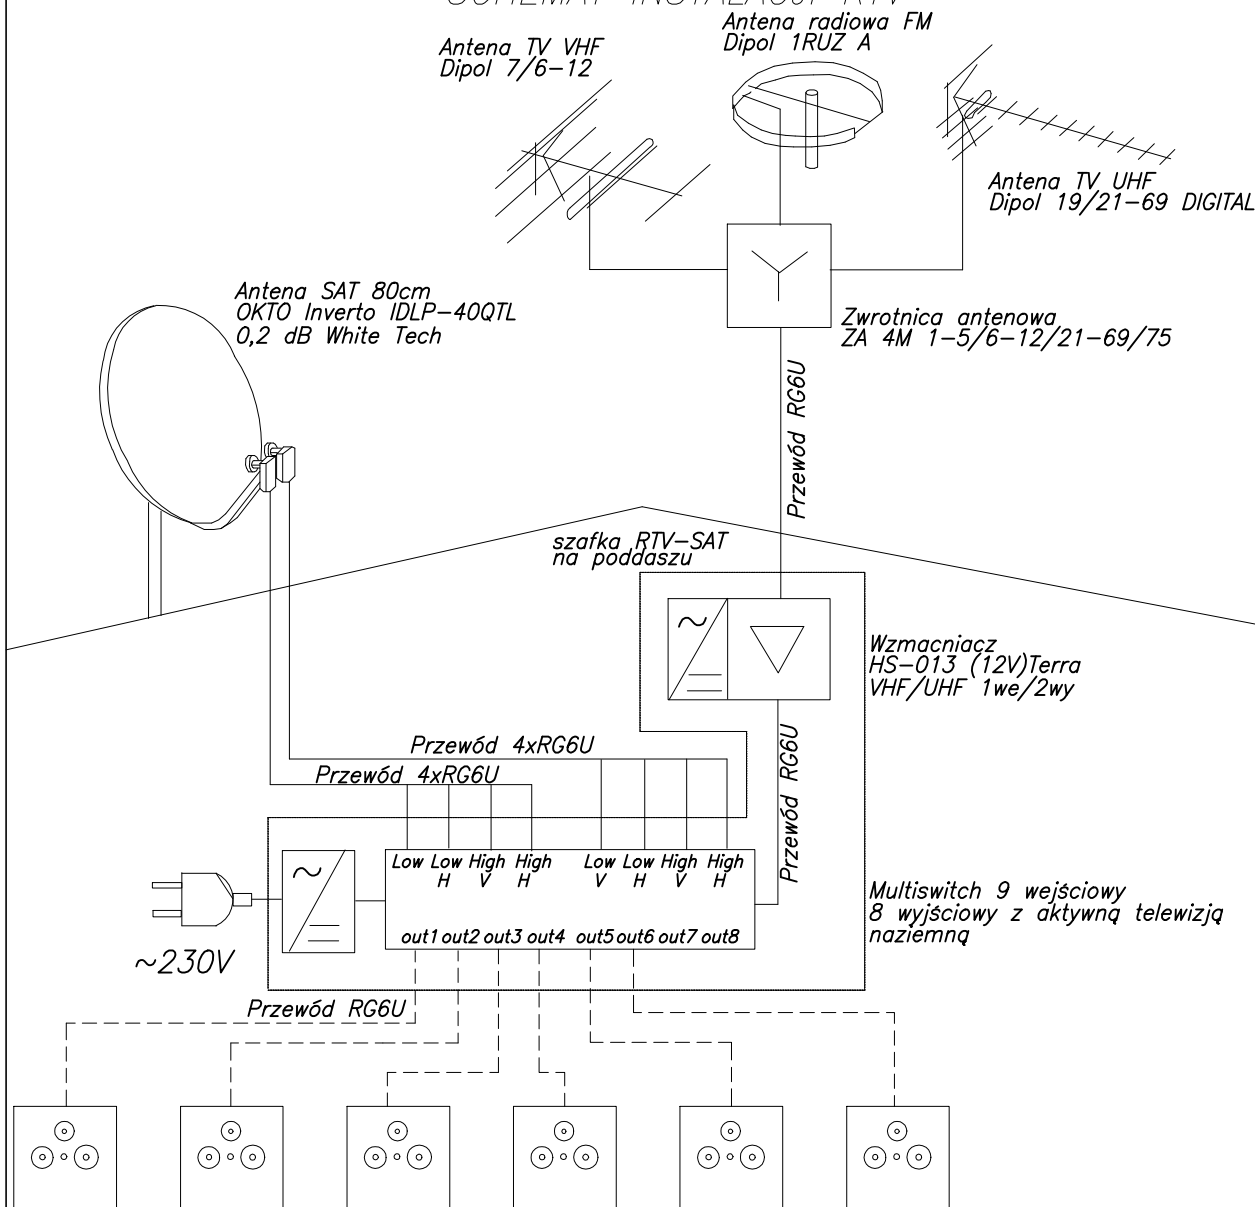 SCHEMAT INSTALACJI RTV
Antena radiowa FM
Dipol 1RUZ A
Antena TV VHF
Dipol 7/6-12
Antena TV UHF
Dipol 19/21-69 DIGITAL
Antena SAT 80cm
OKTO Inverto IDLP-40QTL
0,2 dB White Tech
Zwrotnica antenowa
ZA 4M 1-5/6-12/21-69/75
Przewód RG6U
szafka RTV-SAT
na poddaszu
Wzmacniacz
HS-013 (12V)Terra
VHF/UHF 1we/2wy
Przewód 4xRG6U
Przewód 4xRG6U
Przewód RG6U
Low Low High High Low Low High High
H V H V H V H
Multiswitch 9 wejściowy
8 wyjściowy z aktywną telewizją
naziemną
out1 out2 out3 out4 out5 out6 out7 out8
~230V
Przewód RG6U